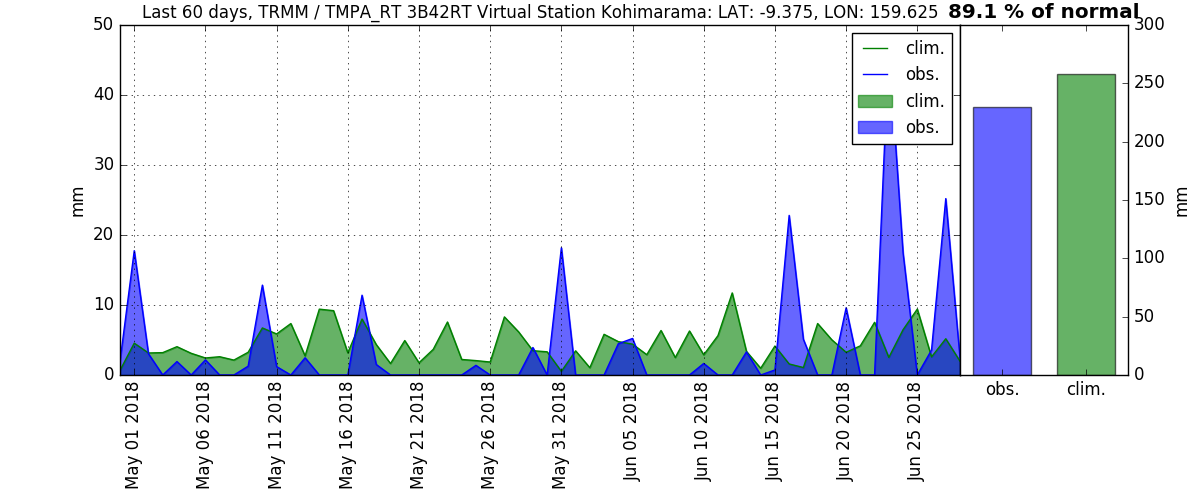 Last 60 days, TRMM / TMPA_RT 3B42RT Virtual Station Kohimarama: LAT: -9.375, LON: 159.625 89.1 % of normal
clim.
obs.
clim.
obs.
mm
50
40
30
20
10
0
May 01 2018
May 06 2018
May 11 2018
May 16 2018
May 21 2018
May 26 2018
May 31 2018
Jun 05 2018
Jun 10 2018
Jun 15 2018
Jun 20 2018
Jun 25 2018
300
250
200
150
100
50
0
mm
obs. clim.